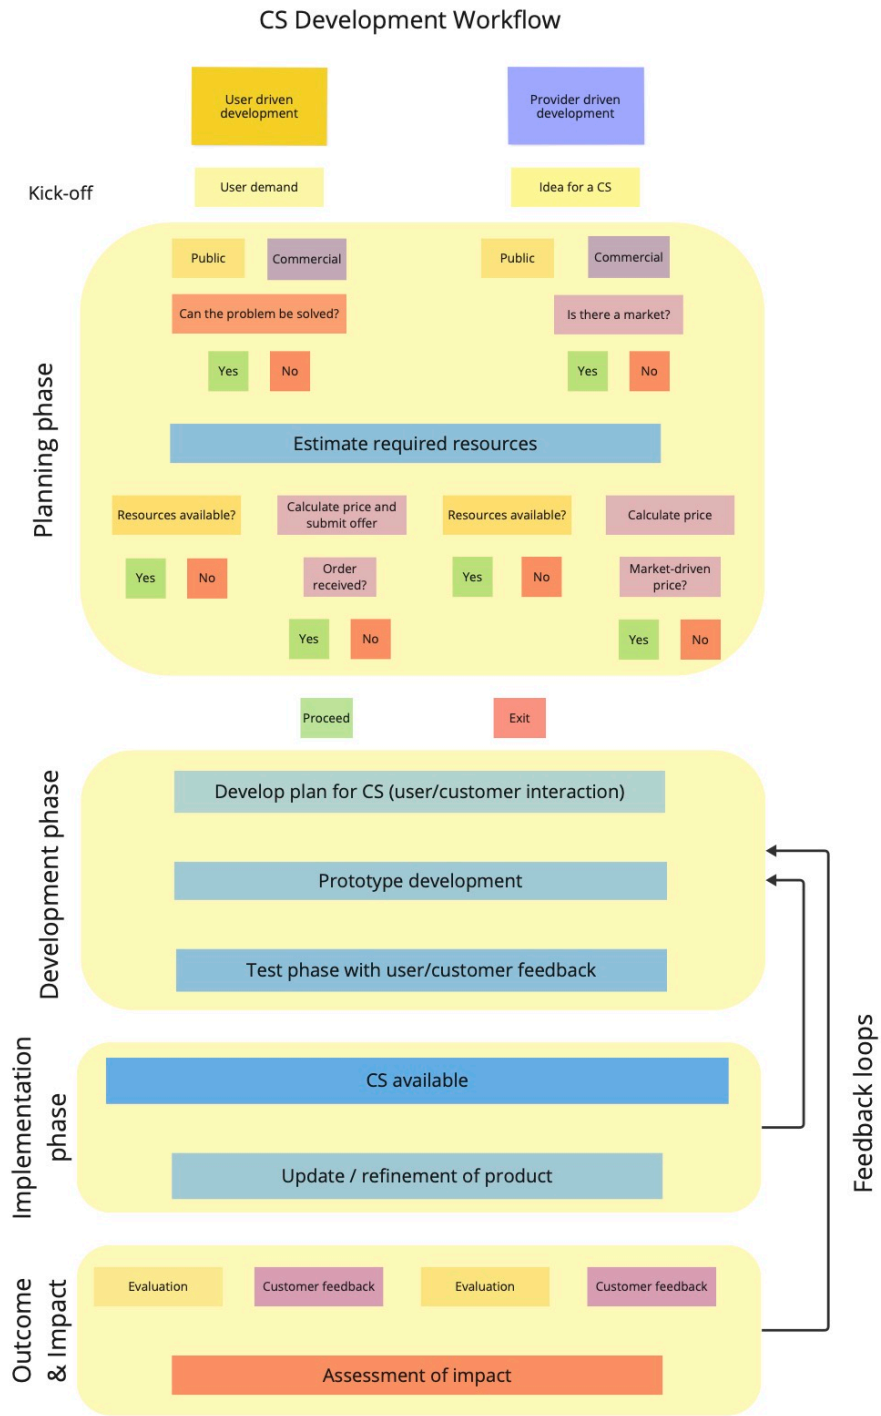 CS Development Workflow
User driven
development
Provider driven
development
Kick-off
User demand
Idea for a CS
Planning phase
Public
Commercial
Public
Commercial
Can the problem be solved?
Is there a market?
Yes
No
Yes
No
Estimate required resources
Resources available?
Calculate price and
submit offer
Resources available?
Calculate price
Yes
No
Order
received?
Yes
No
Market-driven
price?
Yes
No
Yes
No
Proceed
Exit
Development phase
Develop plan for CS (user/customer interaction)
Prototype development
Test phase with user/customer feedback
Feedback loops
Implementation
phase
CS available
Update / refinement of product
Outcome
& Impact
Evaluation
Customer feedback
Evaluation
Customer feedback
Assessment of impact